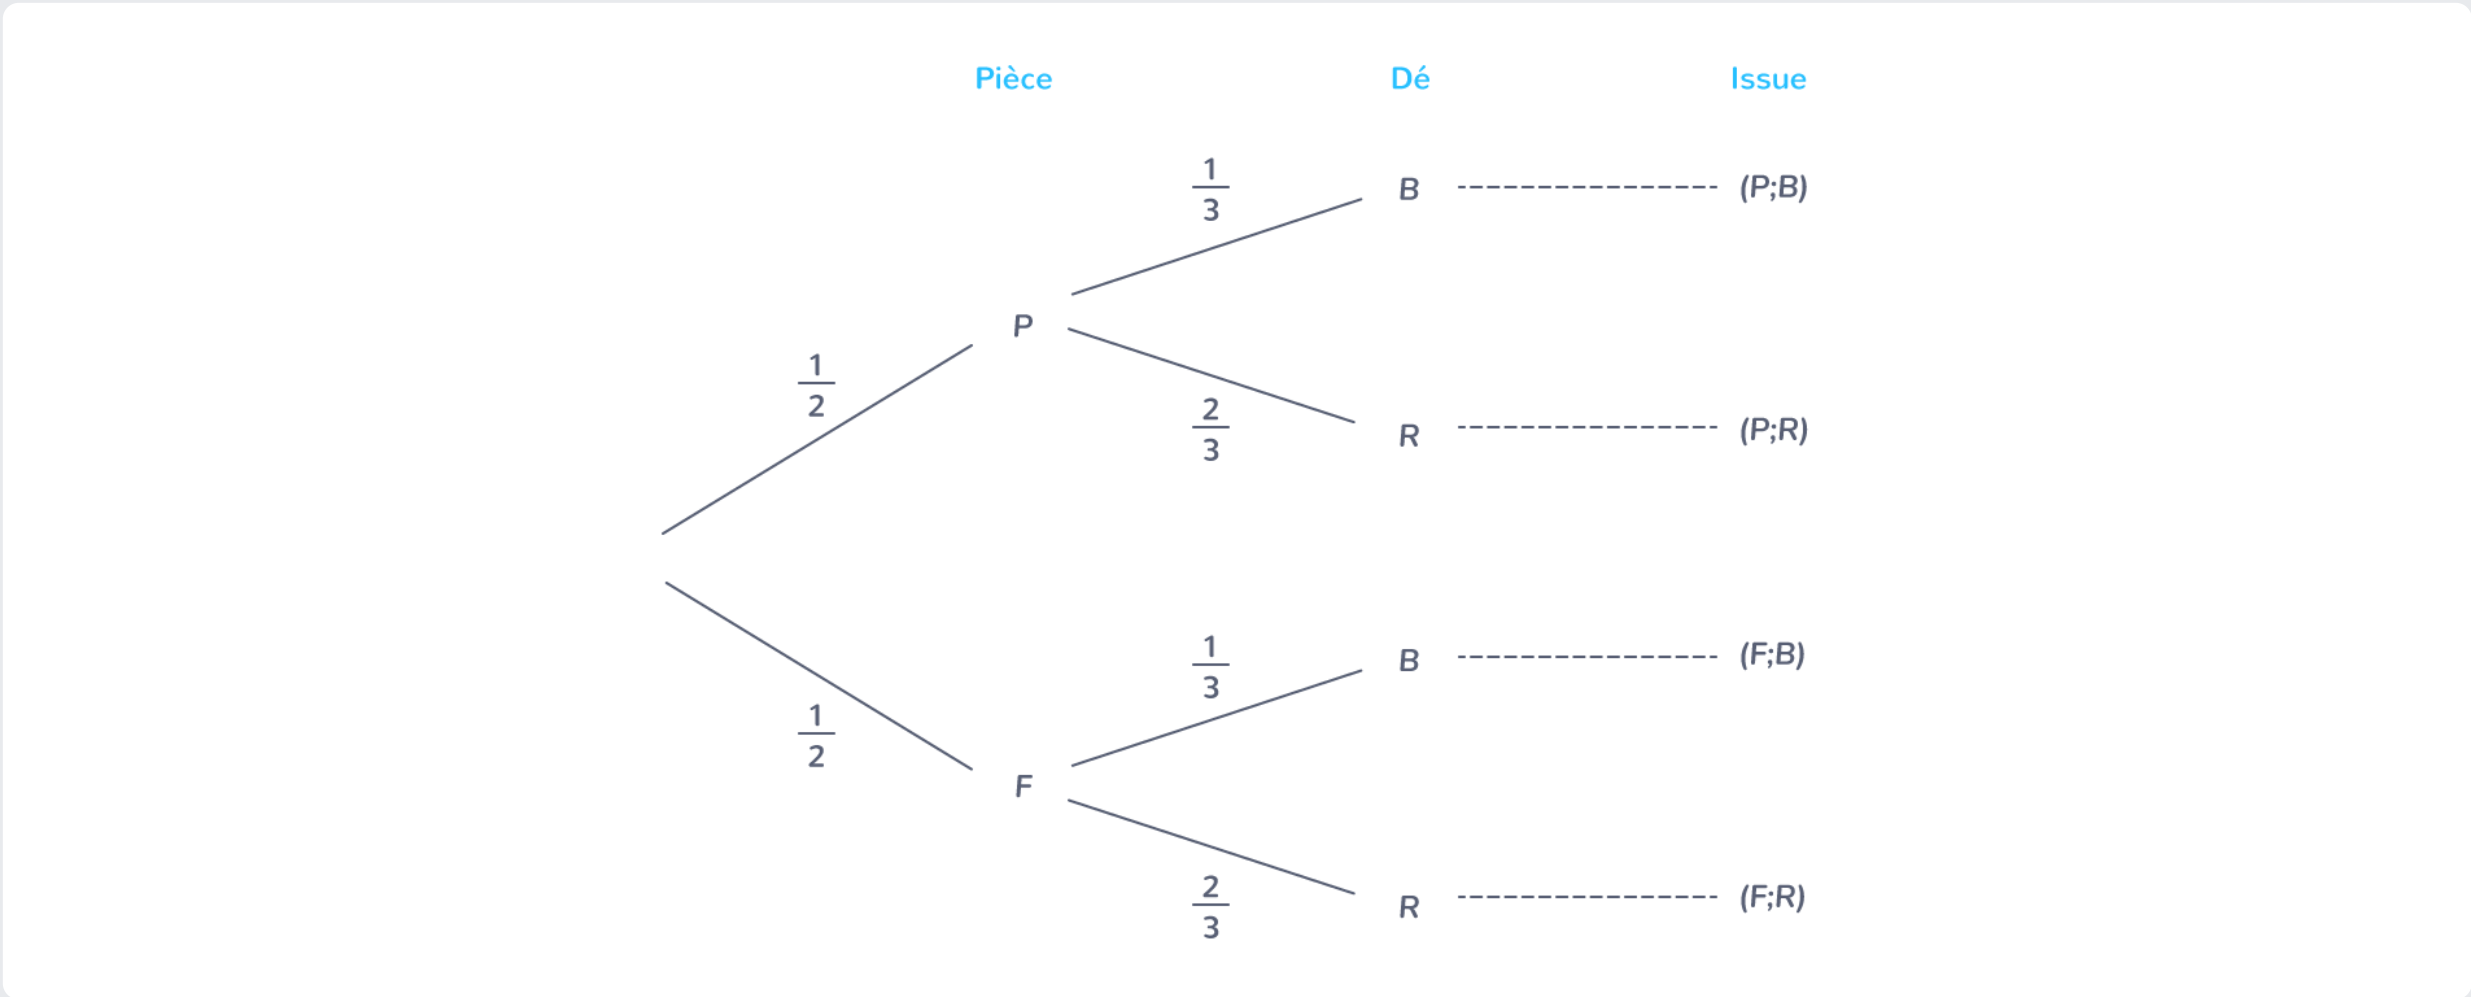 Pièce Dé Issue
1/3
B (P;B)
P
1/2
2/3
R (P;R)
1/3
B (F;B)
1/2
F
2/3
R (F;R)